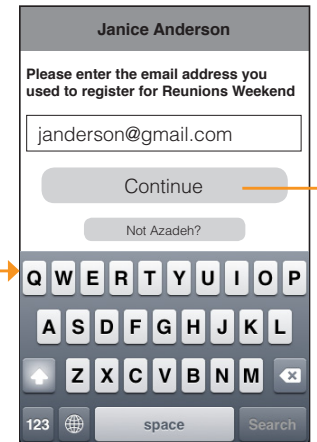 Janice Anderson
Please enter the email address you
used to register for Reunions Weekend
janderson@gmail.com
Continue
Not Azadeh?
Q W E R T Y U I O P
A S D F G H J K L
Z X C V B N M
123 space Search